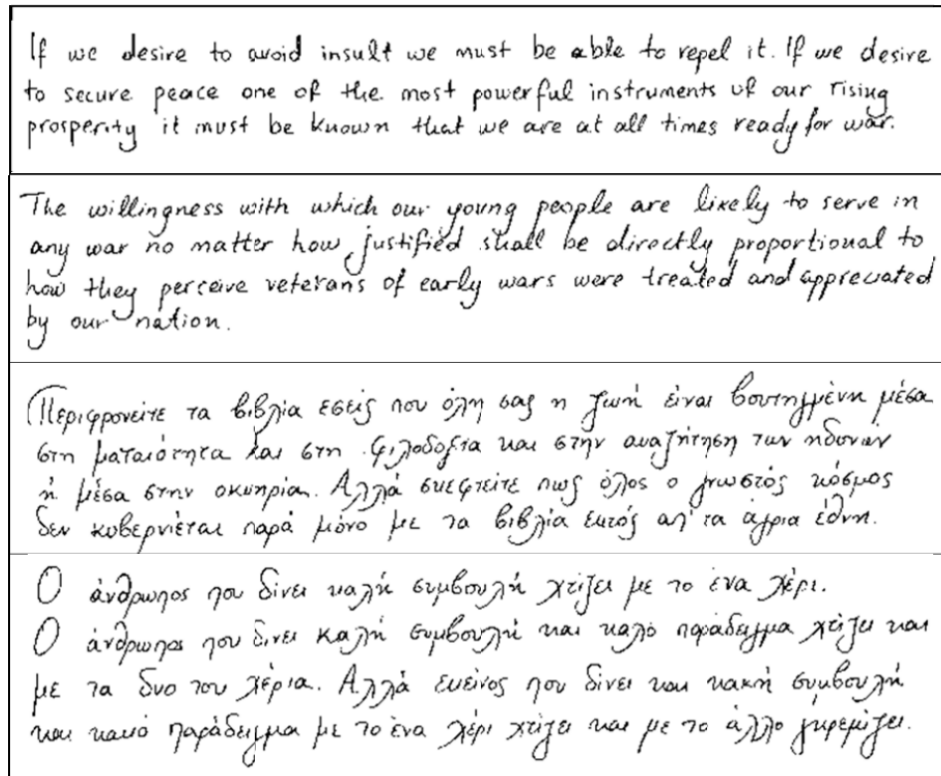 If we desire to avoid insult we must be able to repel it. If we desire
to secure peace one of the most powerful instruments of our rising
prosperity it must be known that we are at all times ready for war.
The willingness with which our young people are likely to serve in
any war no matter how justified shall be directly proportional to
how they perceive veterans of early wars were treated and appreciated
by our nation.
Περιφρονείτε τα βιβλία εσείς που όλη σας η ζωή είναι βουτηγμένη μέσα
στη ματαιότητα και στη φιλοδοξία και στην αναζήτηση των ηδονών
ή μέσα στην οκνηρία. Αλλά σκεφτείτε πως όλος ο γνωστός κόσμος
δεν κυβερνιέται παρά μόνο με τα βιβλία εκτός απ' τα άγρια έθνη.
Ο άνθρωπος που δίνει καλή συμβουλή χτίζει με το ένα χέρι.
Ο άνθρωπος που δινει καλή συμβουλή και καλό παράδειγμα χτίζει και
με τα δυο του χέρια. Αλλά εκείνος που δίνει και κακή συμβουλή
και κακό παράδειγμα με το ένα χέρι χτίζει και με το άλλο γκρεμίζει.